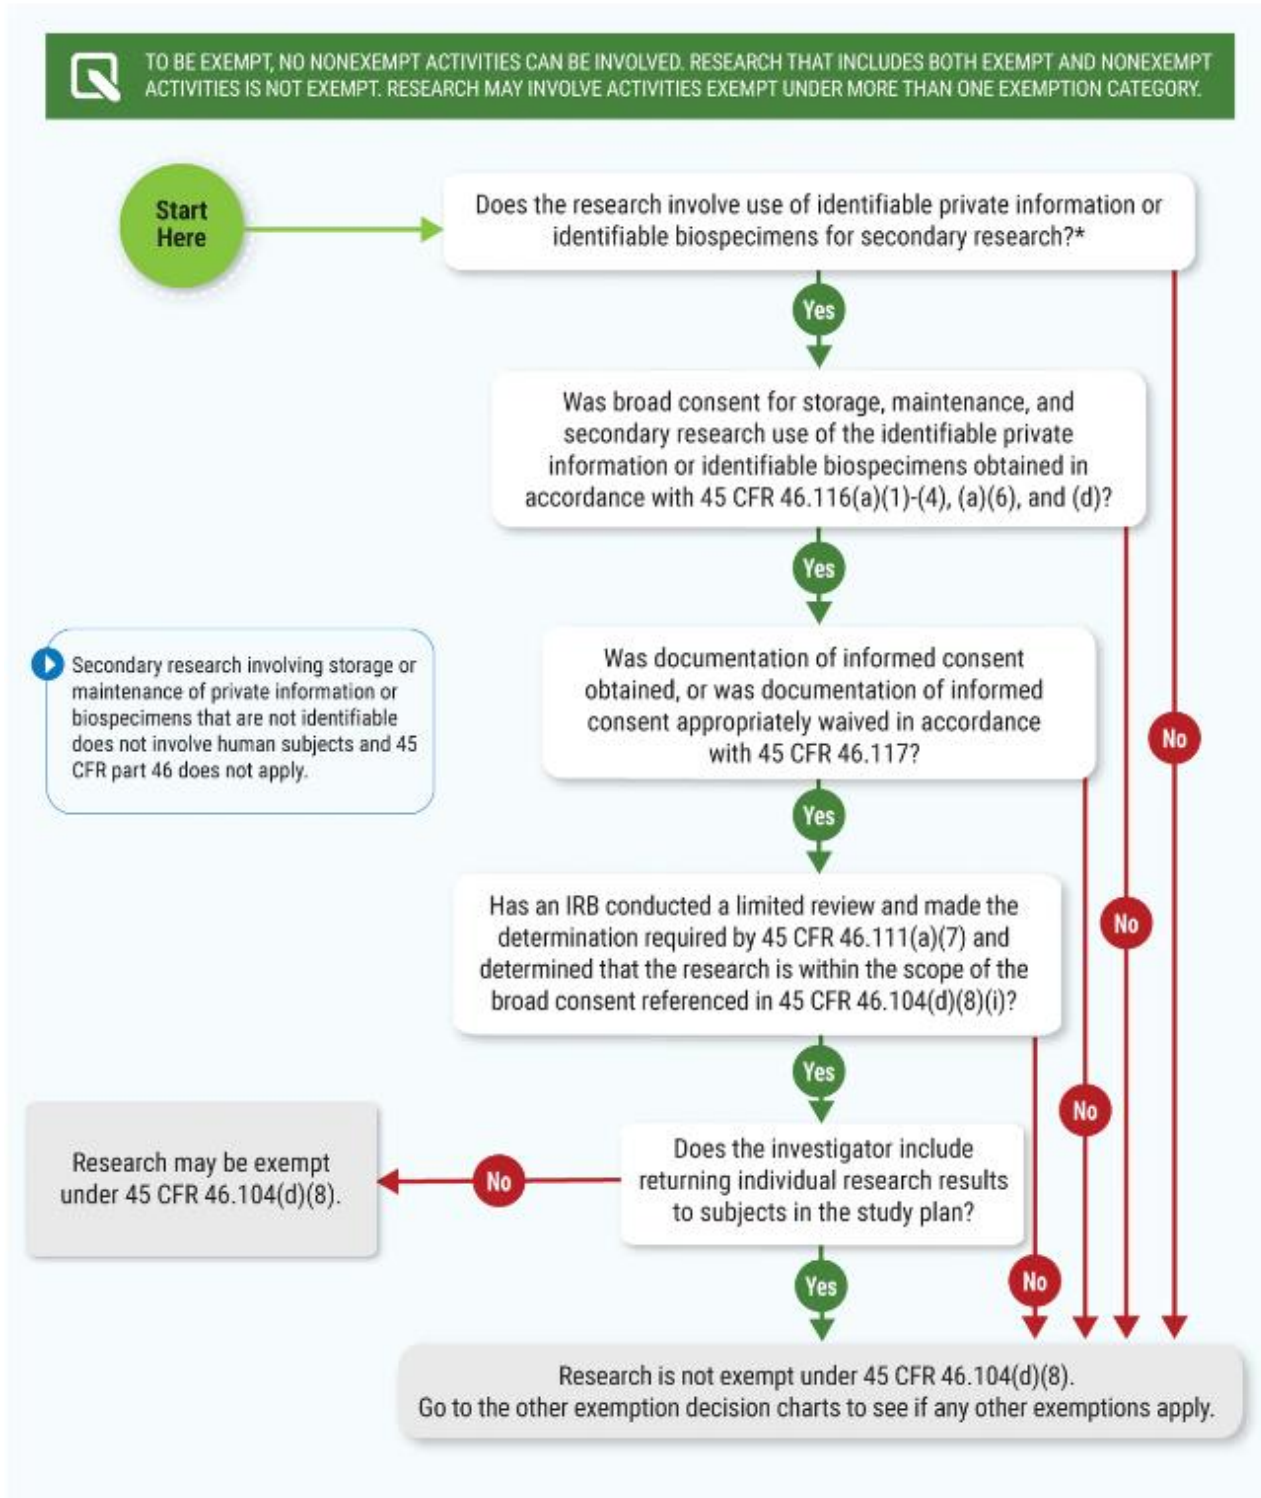 TO BE EXEMPT, NO NONEXEMPT ACTIVITIES CAN BE INVOLVED. RESEARCH THAT INCLUDES BOTH EXEMPT AND NONEXEMPT
ACTIVITIES IS NOT EXEMPT. RESEARCH MAY INVOLVE ACTIVITIES EXEMPT UNDER MORE THAN ONE EXEMPTION CATEGORY.
Start
Here
Does the research involve use of identifiable private information or
identifiable biospecimens for secondary research?*
Yes
Was broad consent for storage, maintenance, and
secondary research use of the identifiable private
information or identifiable biospecimens obtained in
accordance with 45 CFR 46.116(a)(1)-(4), (a)(6), and (d)?
Yes
Secondary research involving storage or
maintenance of private information or
biospecimens that are not identifiable
does not involve human subjects and 45
CFR part 46 does not apply.
Was documentation of informed consent
obtained, or was documentation of informed
consent appropriately waived in accordance
with 45 CFR 46.117?
No
Yes
Has an IRB conducted a limited review and made the
determination required by 45 CFR 46.111(a)(7) and
determined that the research is within the scope of the
broad consent referenced in 45 CFR 46.104(d)(8)(i)?
No
Yes
No
Does the investigator include
returning individual research results
to subjects in the study plan?
No
Research may be exempt
under 45 CFR 46.104(d)(8).
Yes
No
Research is not exempt under 45 CFR 46.104(d)(8).
Go to the other exemption decision charts to see if any other exemptions apply.